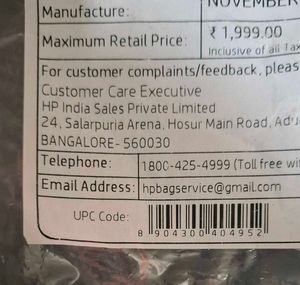 Manufacture: NOVEMBER
Maximum Retail Price: ₹ 1,999.00
Inclusive of all Tax
For customer complaints/feedback, pleas
Customer Care Executive
HP India Sales Private Limited
24, Salarpuria Arena, Hosur Main Road, Adu
BANGALORE- 560030
Telephone: 1800-425-4999 (Toll free wi
Email Address: hpbagservice@gmail.com
UPC Code:
8 904300 404952